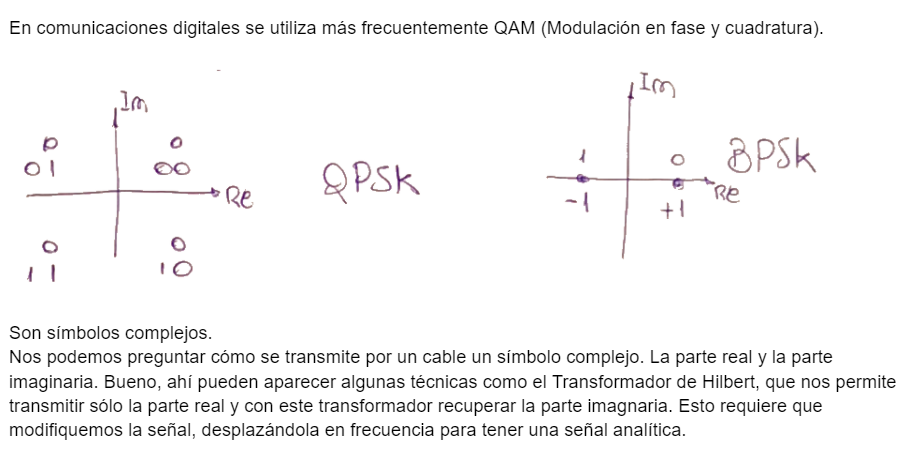 En comunicaciones digitales se utiliza más frecuentemente QAM (Modulación en fase y cuadratura).
Im
01
00
Re
11
10
QPSK
Im
1
0
BPSK
-1
+1
Re
Son símbolos complejos.
Nos podemos preguntar cómo se transmite por un cable un símbolo complejo. La parte real y la parte
imaginaria. Bueno, ahí pueden aparecer algunas técnicas como el Transformador de Hilbert, que nos permite
transmitir sólo la parte real y con este transformador recuperar la parte imagnaria. Esto requiere que
modifiquemos la señal, desplazándola en frecuencia para tener una señal analítica.